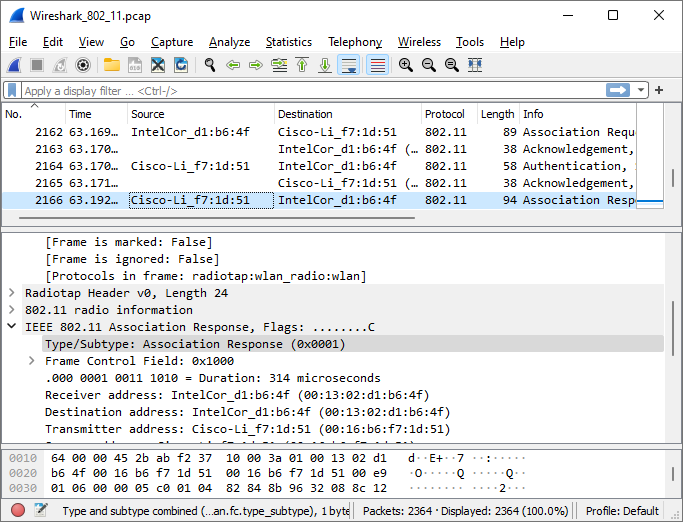 Wireshark_802_11.pcap
File Edit View Go Capture Analyze Statistics Telephony Wireless Tools Help
Apply a display filter ... <Ctrl-/>
No. Time Source Destination Protocol Length Info
2162 63.169… IntelCor_d1:b6:4f Cisco-Li_f7:1d:51 802.11 89 Association Requ
2163 63.170… IntelCor_d1:b6:4f (… 802.11 38 Acknowledgement,
2164 63.170… Cisco-Li_f7:1d:51 IntelCor_d1:b6:4f 802.11 58 Authentication,
2165 63.171… Cisco-Li_f7:1d:51 (… 802.11 38 Acknowledgement,
2166 63.192… Cisco-Li_f7:1d:51 IntelCor_d1:b6:4f 802.11 94 Association Resp
[Frame is marked: False]
[Frame is ignored: False]
[Protocols in frame: radiotap:wlan_radio:wlan]
Radiotap Header v0, Length 24
802.11 radio information
IEEE 802.11 Association Response, Flags: ........C
Type/Subtype: Association Response (0x0001)
Frame Control Field: 0x1000
.000 0001 0011 1010 = Duration: 314 microseconds
Receiver address: IntelCor_d1:b6:4f (00:13:02:d1:b6:4f)
Destination address: IntelCor_d1:b6:4f (00:13:02:d1:b6:4f)
Transmitter address: Cisco-Li_f7:1d:51 (00:16:b6:f7:1d:51)
0010 64 00 00 45 2b ab f2 37 10 00 3a 01 00 13 02 d1 d··E+··7 ··:·····
0020 b6 4f 00 16 b6 f7 1d 51 00 16 b6 f7 1d 51 00 e9 ·O·····Q ·····Q··
0030 01 06 00 00 05 c0 01 04 82 84 8b 96 32 08 8c 12 ········ ····2···
Type and subtype combined (…an.fc.type_subtype), 1 byte Packets: 2364 · Displayed: 2364 (100.0%) Profile: Default